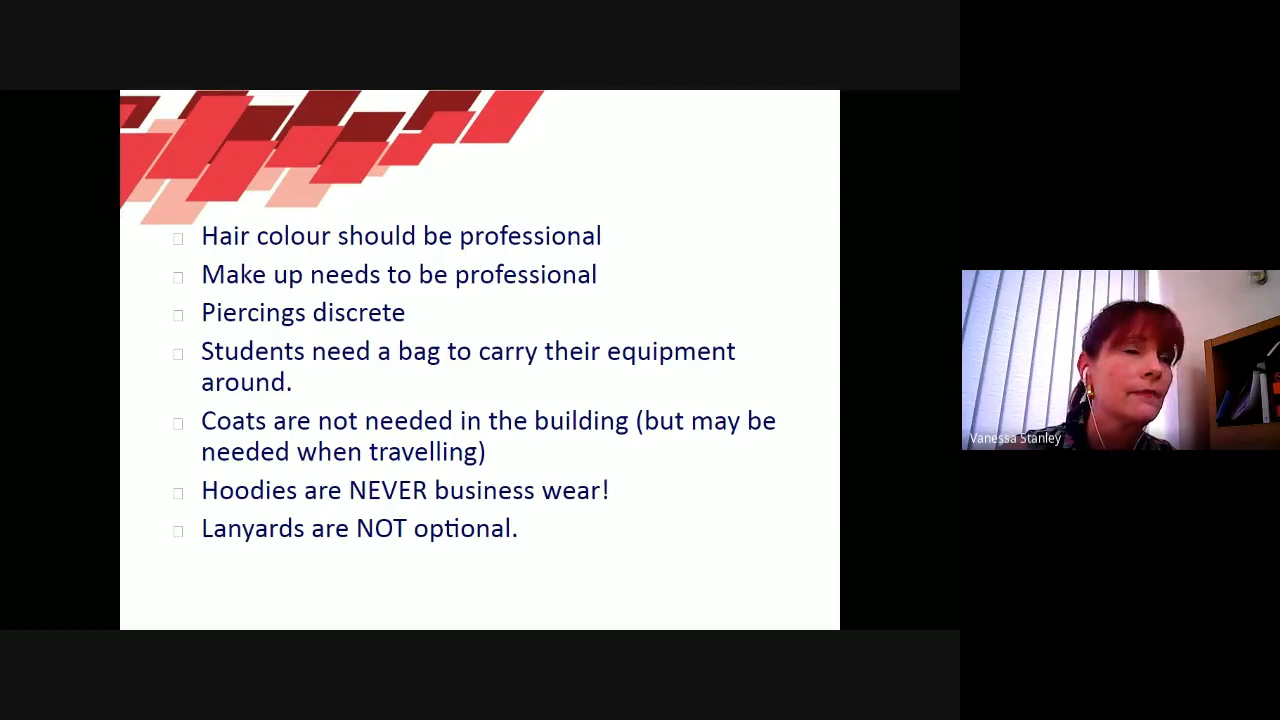 Hair colour should be professional
Make up needs to be professional
Piercings discrete
Students need a bag to carry their equipment
around.
Coats are not needed in the building (but may be
needed when travelling)
Hoodies are NEVER business wear!
Lanyards are NOT optional.
Vanessa Stanley